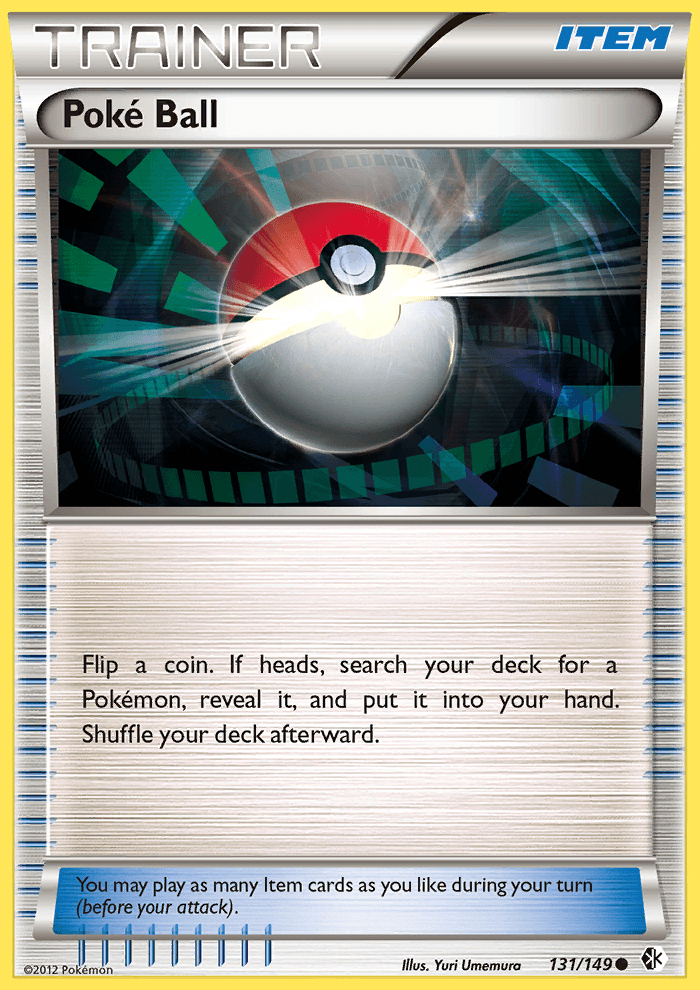 TRAINER
ITEM
Poké Ball
Flip a coin. If heads, search your deck for a
Pokémon, reveal it, and put it into your hand.
Shuffle your deck afterward.
You may play as many Item cards as you like during your turn
(before your attack).
©2012 Pokémon
Illus. Yuri Umemura
131/149